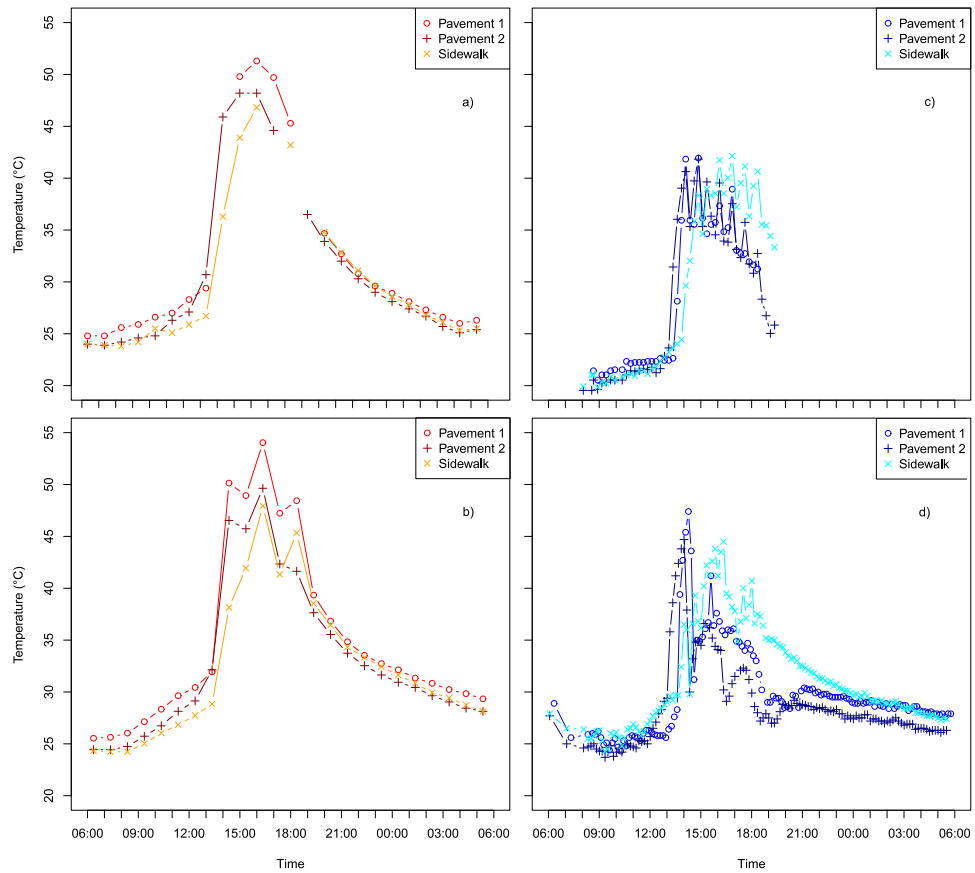 Pavement 1
Pavement 2
Sidewalk
a)
55
50
45
40
35
30
25
20
Temperature (°C)
Pavement 1
Pavement 2
Sidewalk
c)
Pavement 1
Pavement 2
Sidewalk
b)
55
50
45
40
35
30
25
20
Temperature (°C)
06:00 09:00 12:00 15:00 18:00 21:00 00:00 03:00 06:00
Time
Pavement 1
Pavement 2
Sidewalk
d)
06:00 09:00 12:00 15:00 18:00 21:00 00:00 03:00 06:00
Time